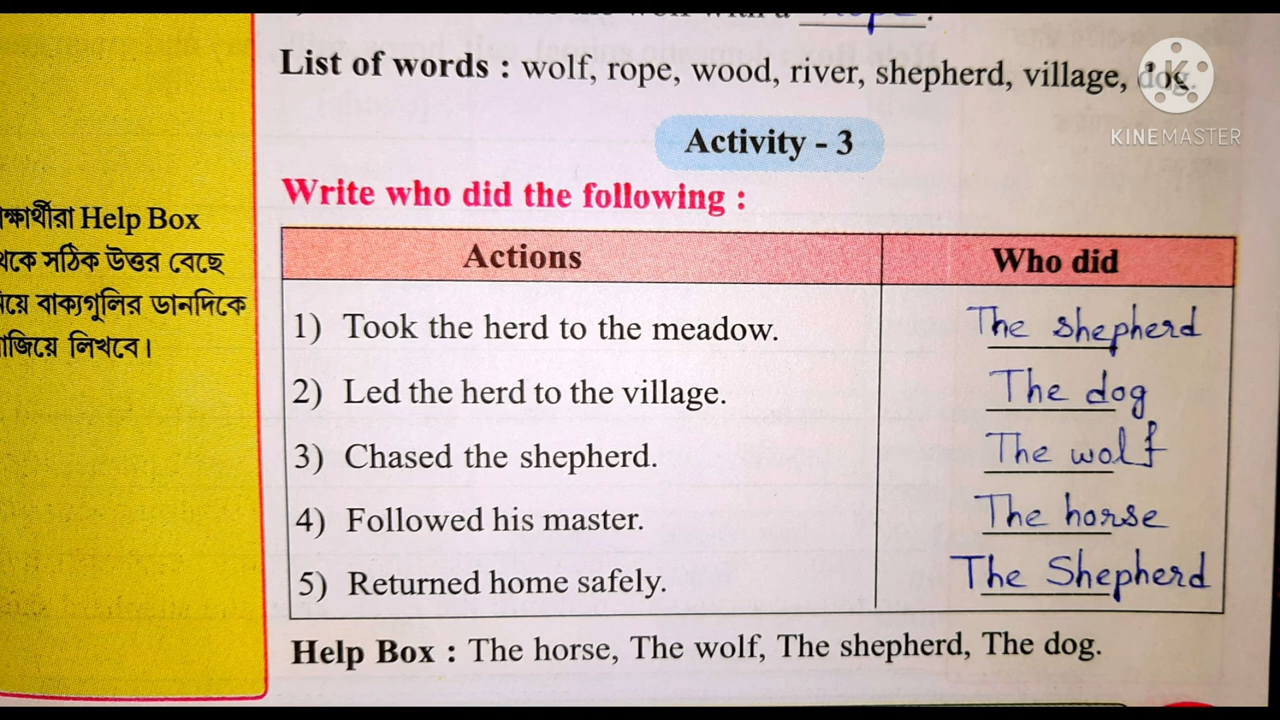 rope.
List of words : wolf, rope, wood, river, shepherd, village, dog.
KINEMASTER
Activity - 3
Write who did the following :
Help Box
সঠিক উত্তর বেছে
বাক্যগুলির ডানদিকে
লিখবে।
Actions Who did
1) Took the herd to the meadow. The shepherd
2) Led the herd to the village. The dog
3) Chased the shepherd. The wolf
4) Followed his master. The horse
5) Returned home safely. The Shepherd
Help Box : The horse, The wolf, The shepherd, The dog.